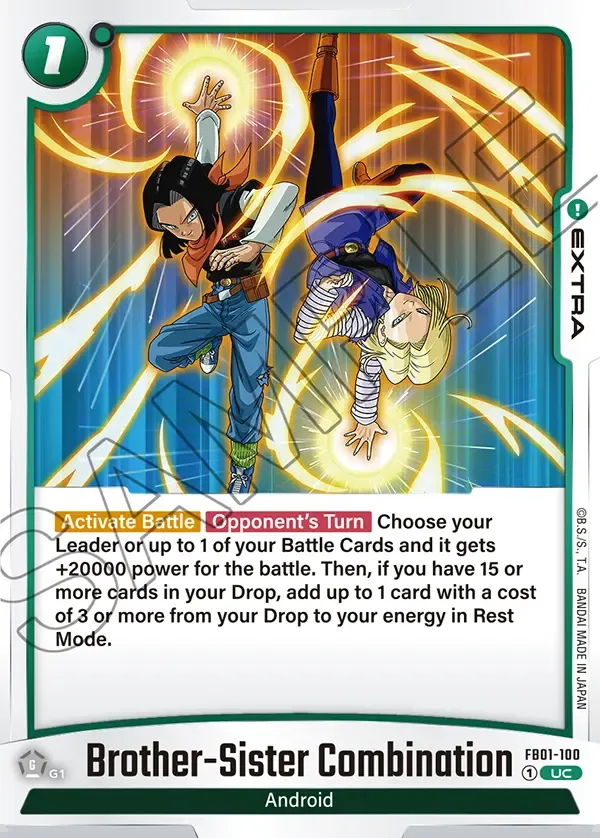 1
! EXTRA
Activate Battle Opponent's Turn Choose your
Leader or up to 1 of your Battle Cards and it gets
+20000 power for the battle. Then, if you have 15 or
more cards in your Drop, add up to 1 card with a cost
of 3 or more from your Drop to your energy in Rest
Mode.
SAMPLE
©B.S./S., T.A. BANDAI MADE IN JAPAN
G G1
Brother-Sister Combination
FB01-100
1 UC
Android